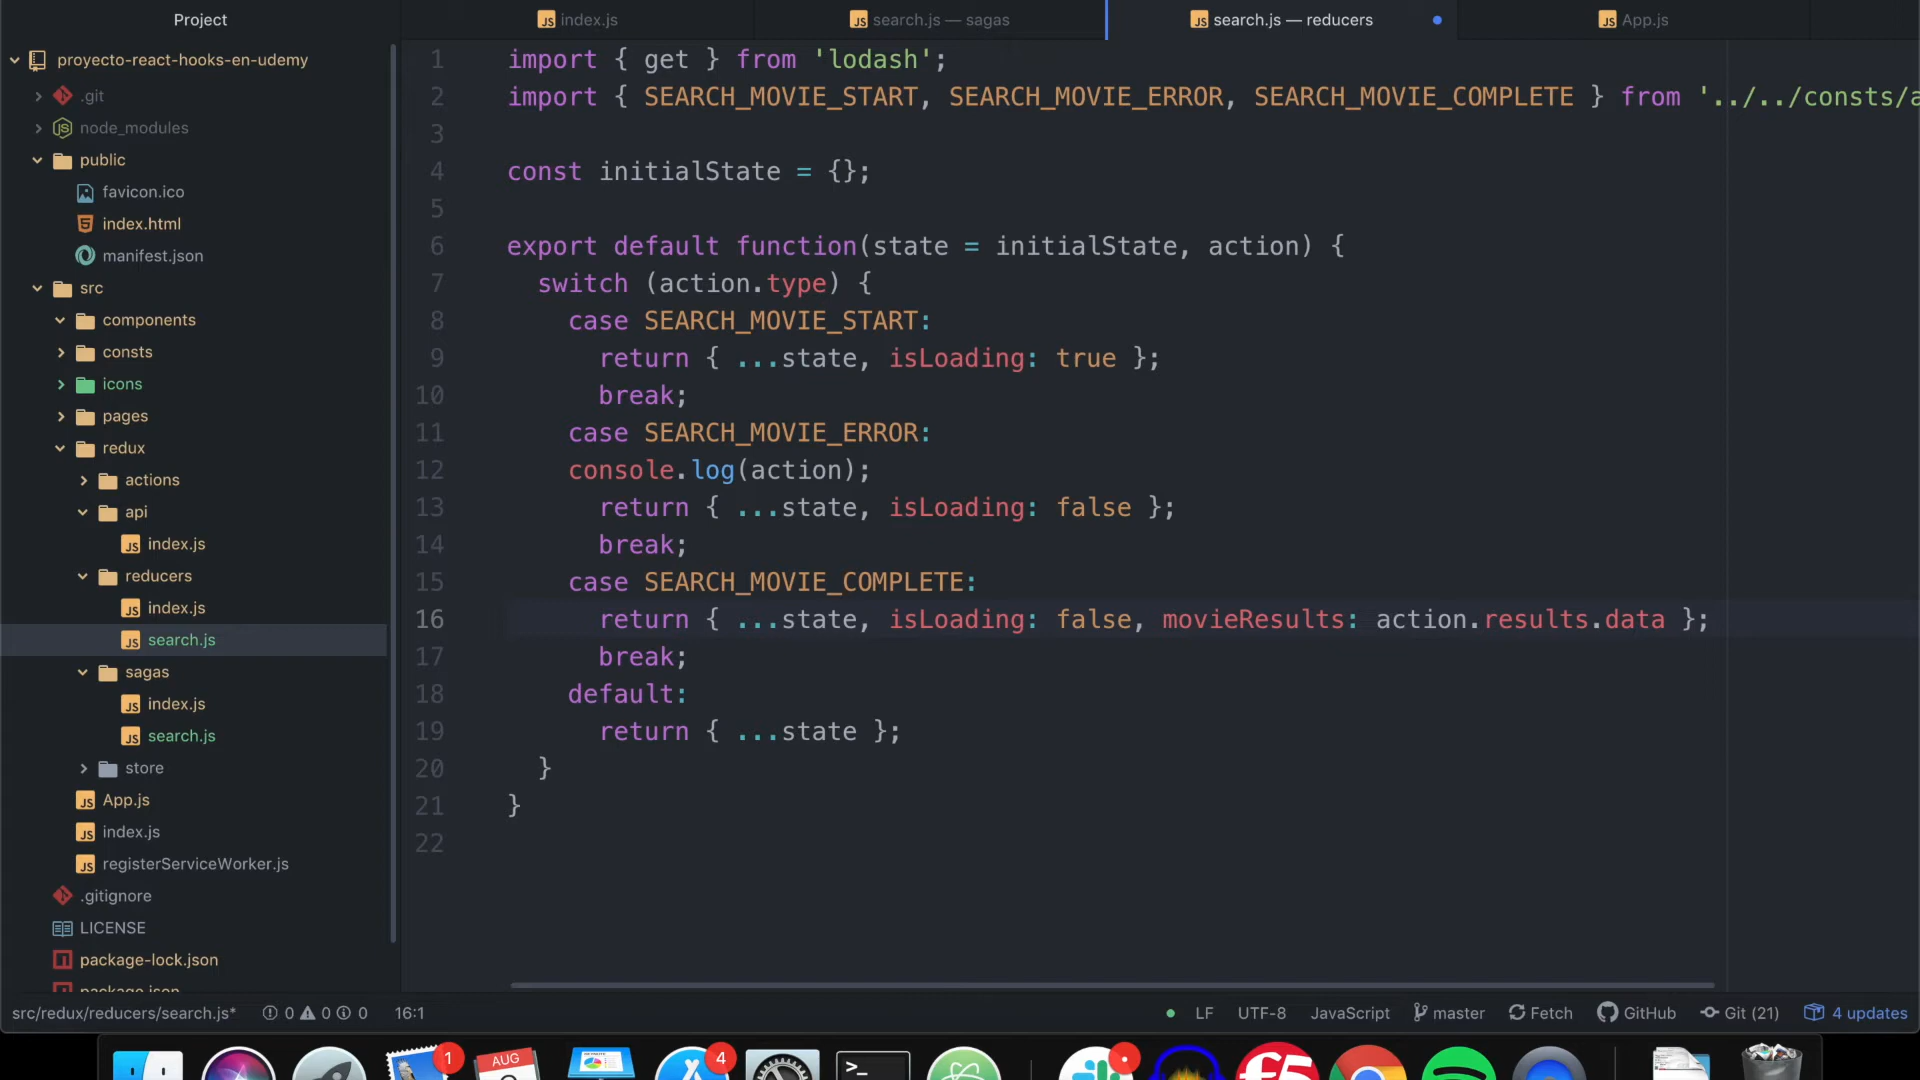 Project
index.js
search.js — sagas
search.js — reducers
App.js
proyecto-react-hooks-en-udemy
.git
node_modules
public
favicon.ico
index.html
manifest.json
src
components
consts
icons
pages
redux
actions
api
index.js
reducers
index.js
search.js
sagas
index.js
search.js
store
App.js
index.js
registerServiceWorker.js
.gitignore
LICENSE
package-lock.json
package.json
1 import { get } from 'lodash';
2 import { SEARCH_MOVIE_START, SEARCH_MOVIE_ERROR, SEARCH_MOVIE_COMPLETE } from '../../consts/a
3
4 const initialState = {};
5
6 export default function(state = initialState, action) {
7 switch (action.type) {
8 case SEARCH_MOVIE_START:
9 return { ...state, isLoading: true };
10 break;
11 case SEARCH_MOVIE_ERROR:
12 console.log(action);
13 return { ...state, isLoading: false };
14 break;
15 case SEARCH_MOVIE_COMPLETE:
16 return { ...state, isLoading: false, movieResults: action.results.data };
17 break;
18 default:
19 return { ...state };
20 }
21 }
22
src/redux/reducers/search.js* 0 0 0 16:1 LF UTF-8 JavaScript master Fetch GitHub Git (21) 4 updates
1
AUG
4
>_
f5